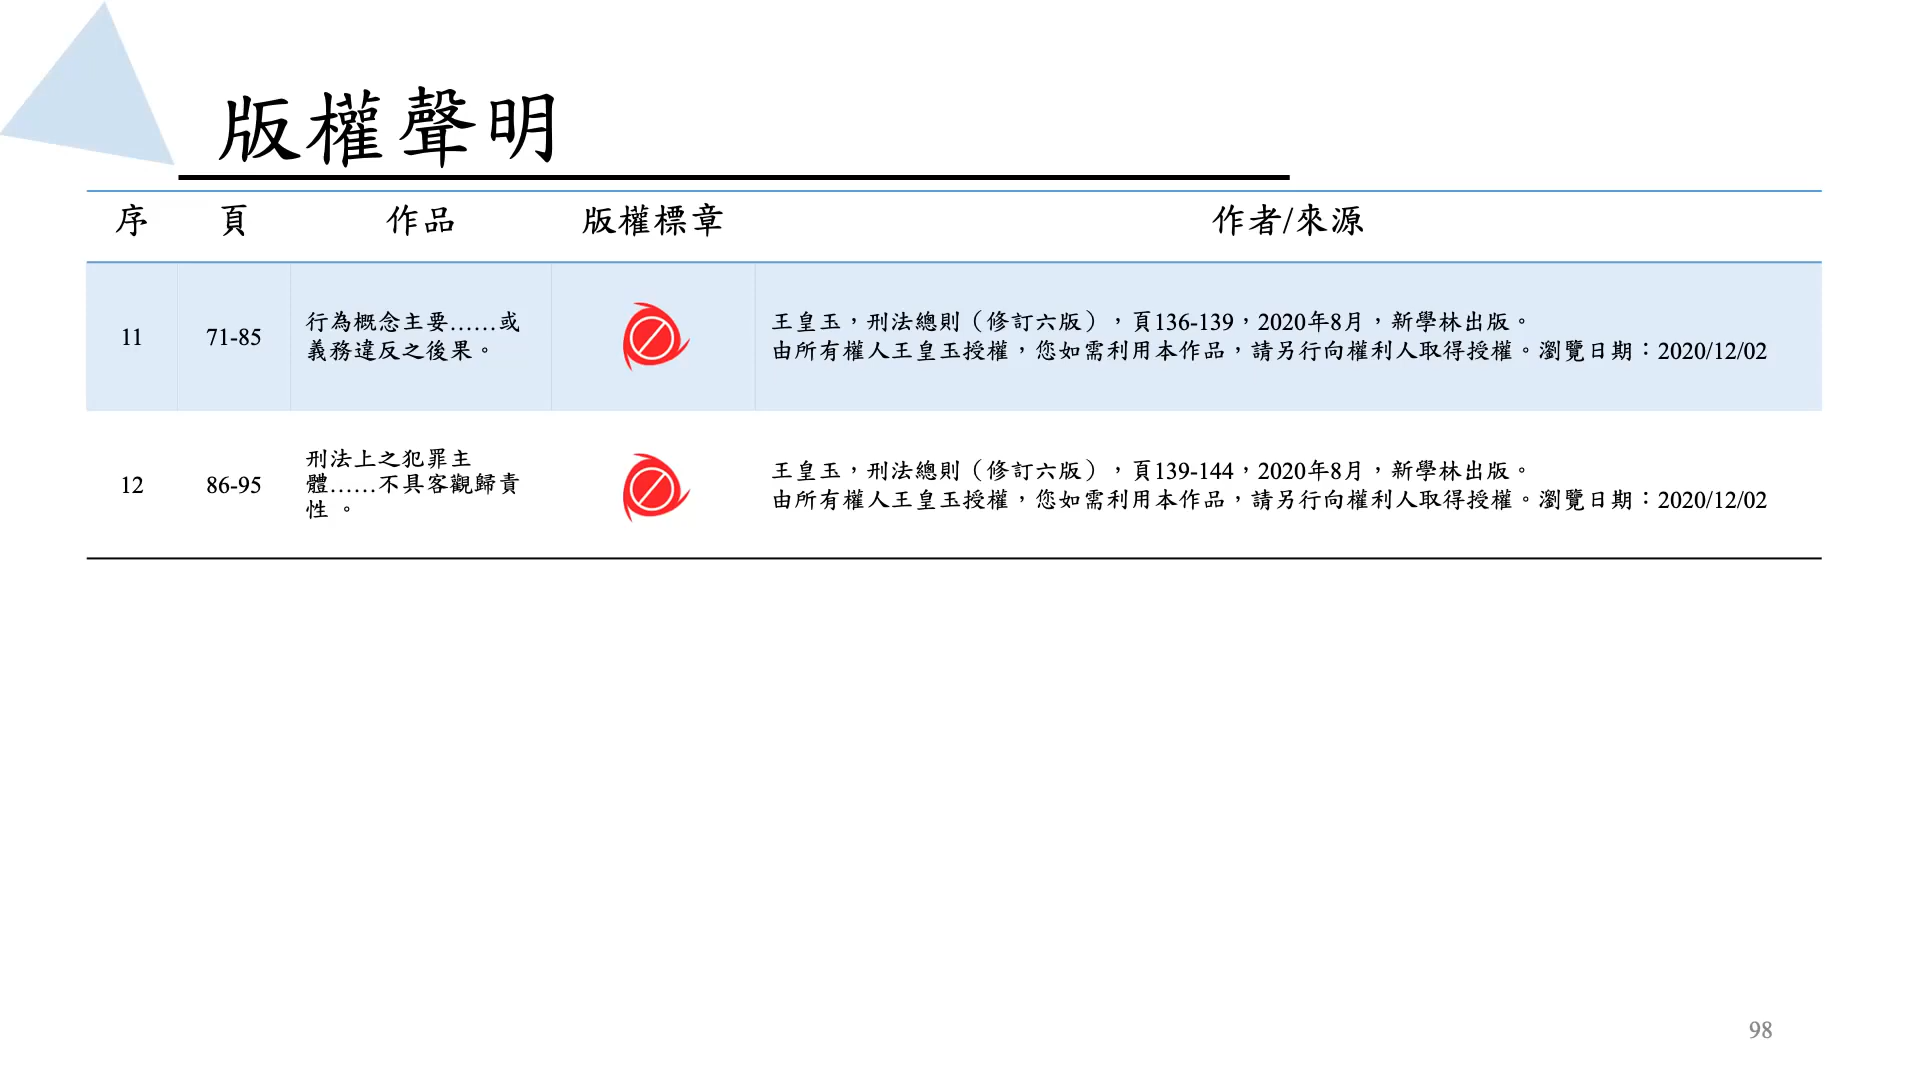 版權聲明
序 頁 作品 版權標章 作者/來源
11 71-85
行為概念主要……或
義務違反之後果。
王皇玉，刑法總則（修訂六版），頁136-139，2020年8月，新學林出版。
由所有權人王皇玉授權，您如需利用本作品，請另行向權利人取得授權。瀏覽日期：2020/12/02
12 86-95
刑法上之犯罪主
體……不具客觀歸責
性 。
王皇玉，刑法總則（修訂六版），頁139-144，2020年8月，新學林出版。
由所有權人王皇玉授權，您如需利用本作品，請另行向權利人取得授權。瀏覽日期：2020/12/02
98